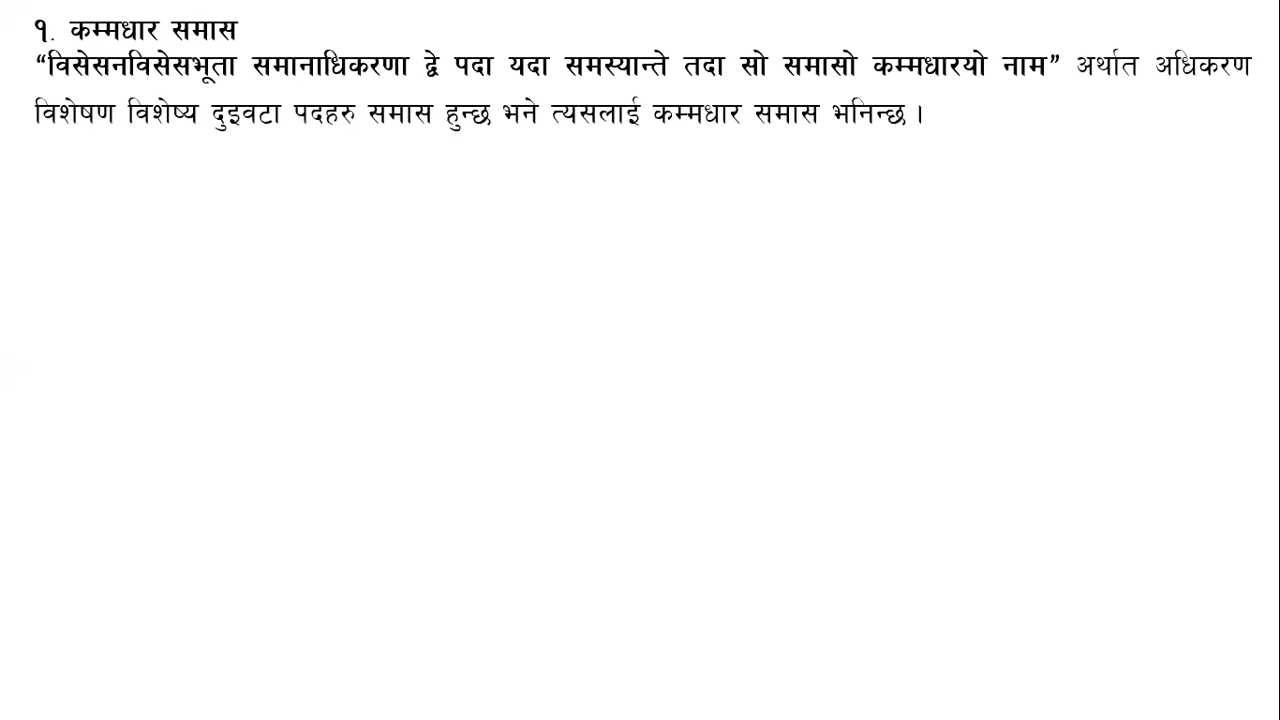 १. कम्मधार समास
“विसेसनविसेसभूता समानाधिकरणा द्वे पदा यदा समस्यान्ते तदा सो समासो कम्मधारयो नाम” अर्थात अधिकरण
विशेषण विशेष्य दुइवटा पदहरु समास हुन्छ भने त्यसलाई कम्मधार समास भनिन्छ ।